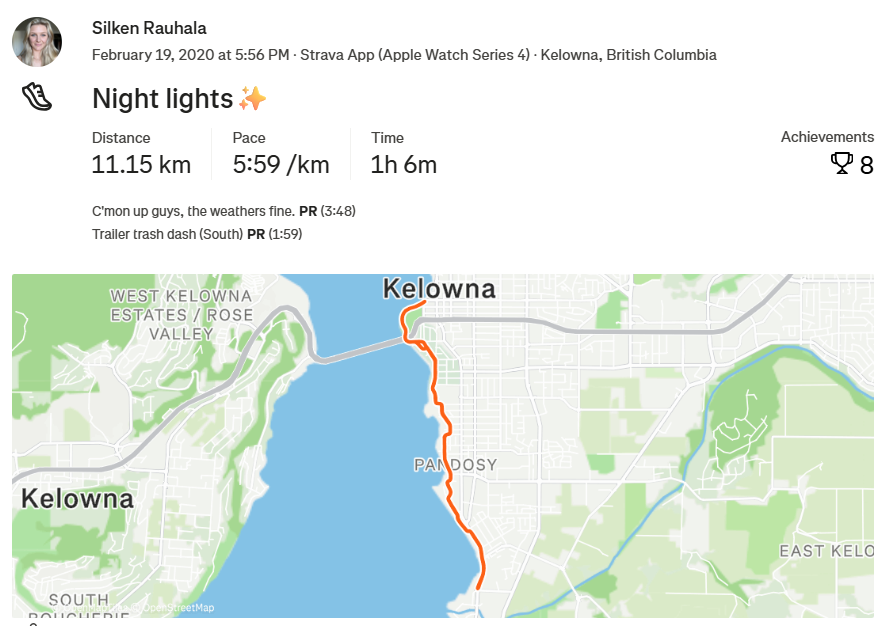 Silken Rauhala
February 19, 2020 at 5:56 PM · Strava App (Apple Watch Series 4) · Kelowna, British Columbia
Night lights ✨
Distance
11.15 km
Pace
5:59 /km
Time
1h 6m
Achievements
8
C'mon up guys, the weathers fine. PR (3:48)
Trailer trash dash (South) PR (1:59)
Kelowna
WEST KELOWNA
ESTATES / ROSE
VALLEY
PANDOSY
Kelowna
EAST KELO
SOUTH
BOUCHERIE
OpenStreetMap